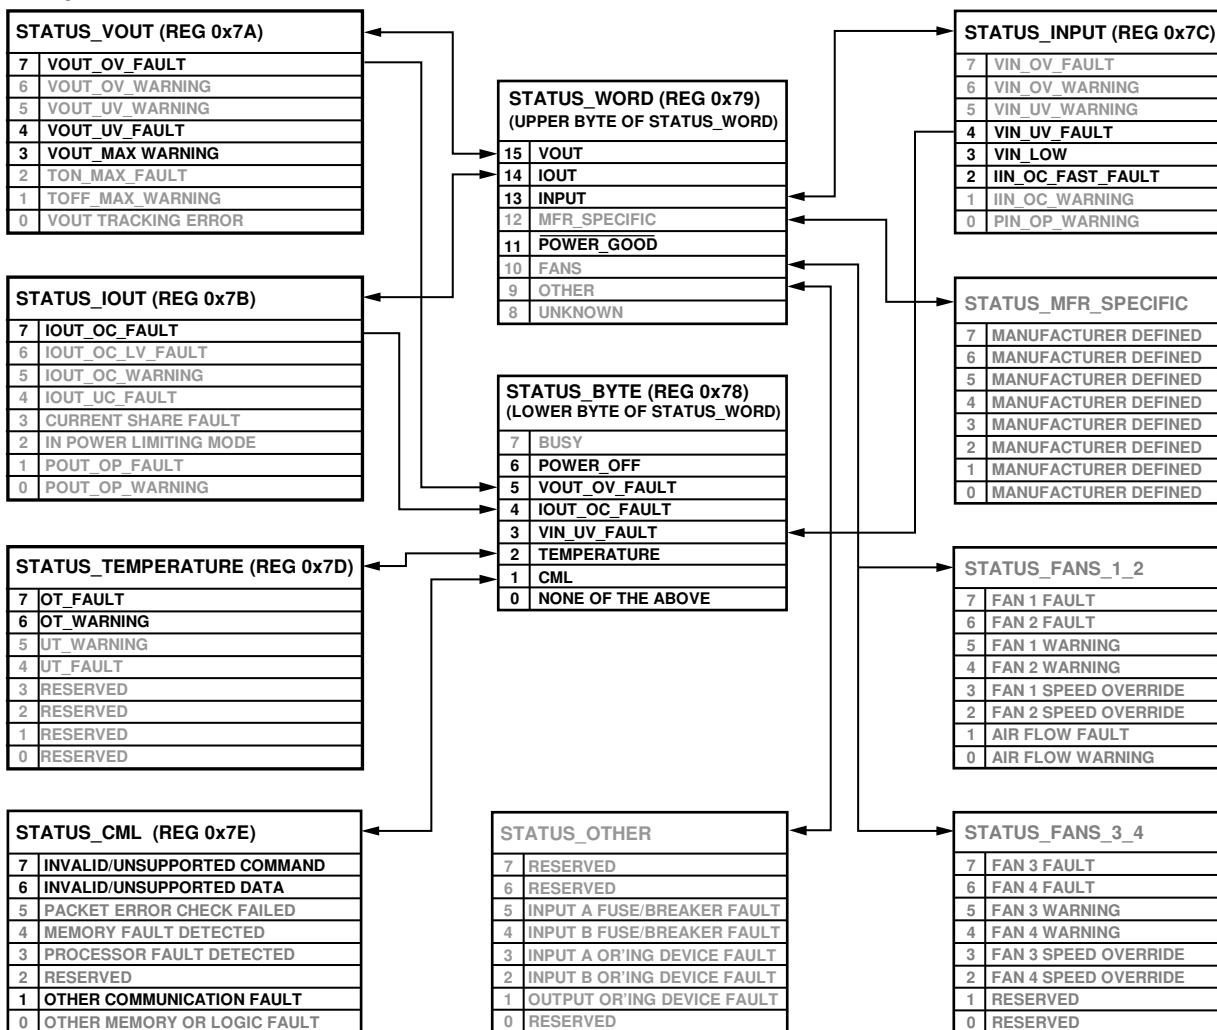 STATUS_VOUT (REG 0x7A)
7 VOUT_OV_FAULT
6 VOUT_OV_WARNING
5 VOUT_UV_WARNING
4 VOUT_UV_FAULT
3 VOUT_MAX WARNING
2 TON_MAX_FAULT
1 TOFF_MAX_WARNING
0 VOUT TRACKING ERROR
STATUS_IOUT (REG 0x7B)
7 IOUT_OC_FAULT
6 IOUT_OC_LV_FAULT
5 IOUT_OC_WARNING
4 IOUT_UC_FAULT
3 CURRENT SHARE FAULT
2 IN POWER LIMITING MODE
1 POUT_OP_FAULT
0 POUT_OP_WARNING
STATUS_TEMPERATURE (REG 0x7D)
7 OT_FAULT
6 OT_WARNING
5 UT_WARNING
4 UT_FAULT
3 RESERVED
2 RESERVED
1 RESERVED
0 RESERVED
STATUS_CML (REG 0x7E)
7 INVALID/UNSUPPORTED COMMAND
6 INVALID/UNSUPPORTED DATA
5 PACKET ERROR CHECK FAILED
4 MEMORY FAULT DETECTED
3 PROCESSOR FAULT DETECTED
2 RESERVED
1 OTHER COMMUNICATION FAULT
0 OTHER MEMORY OR LOGIC FAULT
STATUS_WORD (REG 0x79)
(UPPER BYTE OF STATUS_WORD)
15 VOUT
14 IOUT
13 INPUT
12 MFR_SPECIFIC
11 POWER_GOOD
10 FANS
9 OTHER
8 UNKNOWN
STATUS_BYTE (REG 0x78)
(LOWER BYTE OF STATUS_WORD)
7 BUSY
6 POWER_OFF
5 VOUT_OV_FAULT
4 IOUT_OC_FAULT
3 VIN_UV_FAULT
2 TEMPERATURE
1 CML
0 NONE OF THE ABOVE
STATUS_OTHER
7 RESERVED
6 RESERVED
5 INPUT A FUSE/BREAKER FAULT
4 INPUT B FUSE/BREAKER FAULT
3 INPUT A OR'ING DEVICE FAULT
2 INPUT B OR'ING DEVICE FAULT
1 OUTPUT OR'ING DEVICE FAULT
0 RESERVED
STATUS_INPUT (REG 0x7C)
7 VIN_OV_FAULT
6 VIN_OV_WARNING
5 VIN_UV_WARNING
4 VIN_UV_FAULT
3 VIN_LOW
2 IIN_OC_FAST_FAULT
1 IIN_OC_WARNING
0 PIN_OP_WARNING
STATUS_MFR_SPECIFIC
7 MANUFACTURER DEFINED
6 MANUFACTURER DEFINED
5 MANUFACTURER DEFINED
4 MANUFACTURER DEFINED
3 MANUFACTURER DEFINED
2 MANUFACTURER DEFINED
1 MANUFACTURER DEFINED
0 MANUFACTURER DEFINED
STATUS_FANS_1_2
7 FAN 1 FAULT
6 FAN 2 FAULT
5 FAN 1 WARNING
4 FAN 2 WARNING
3 FAN 1 SPEED OVERRIDE
2 FAN 2 SPEED OVERRIDE
1 AIR FLOW FAULT
0 AIR FLOW WARNING
STATUS_FANS_3_4
7 FAN 3 FAULT
6 FAN 4 FAULT
5 FAN 3 WARNING
4 FAN 4 WARNING
3 FAN 3 SPEED OVERRIDE
2 FAN 4 SPEED OVERRIDE
1 RESERVED
0 RESERVED